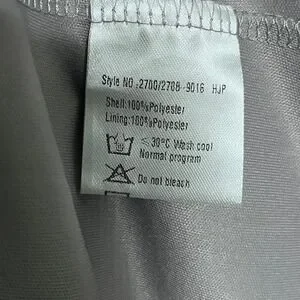 Style NO.:2700/2708-9016 HJP
Shell:100%Polyester
Lining:100%Polyester
≤30°C Wash cool
Normal program
Do not bleach